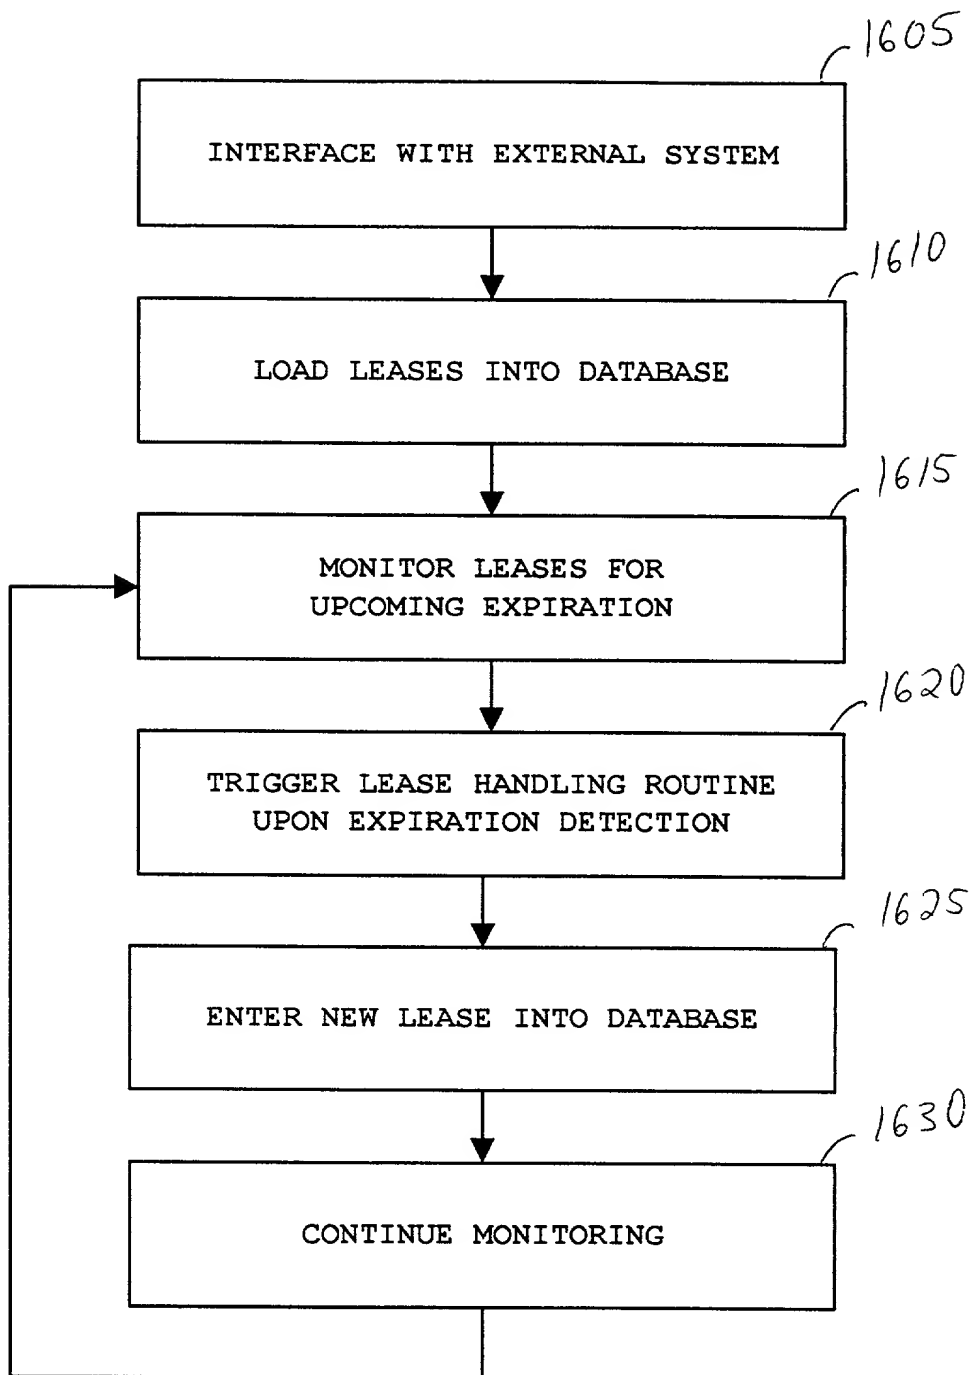 1605
INTERFACE WITH EXTERNAL SYSTEM
1610
LOAD LEASES INTO DATABASE
1615
MONITOR LEASES FOR
UPCOMING EXPIRATION
1620
TRIGGER LEASE HANDLING ROUTINE
UPON EXPIRATION DETECTION
1625
ENTER NEW LEASE INTO DATABASE
1630
CONTINUE MONITORING